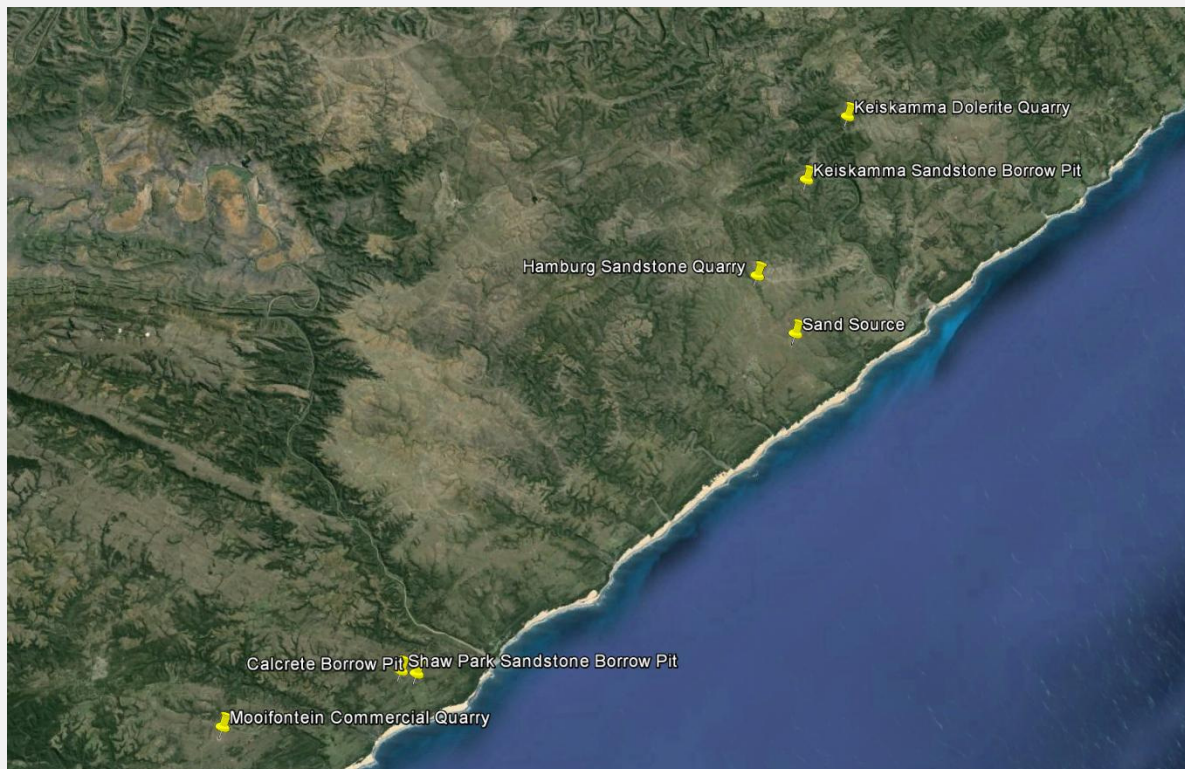 Keiskamma Dolerite Quarry
Keiskamma Sandstone Borrow Pit
Hamburg Sandstone Quarry
Sand Source
Calcrete Borrow Pit
Shaw Park Sandstone Borrow Pit
Mooifontein Commercial Quarry